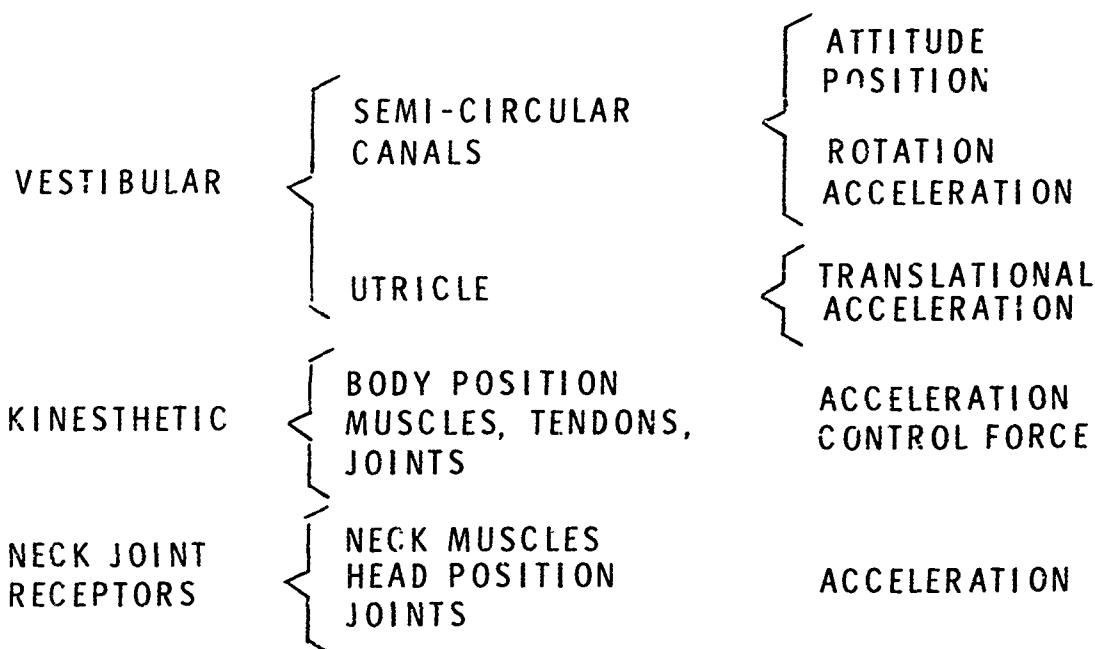 ATTITUDE
POSITION
SEMI-CIRCULAR
CANALS
ROTATION
ACCELERATION
VESTIBULAR
UTRICLE
TRANSLATIONAL
ACCELERATION
KINESTHETIC
BODY POSITION
MUSCLES, TENDONS,
JOINTS
ACCELERATION
CONTROL FORCE
NECK JOINT
RECEPTORS
NECK MUSCLES
HEAD POSITION
JOINTS
ACCELERATION